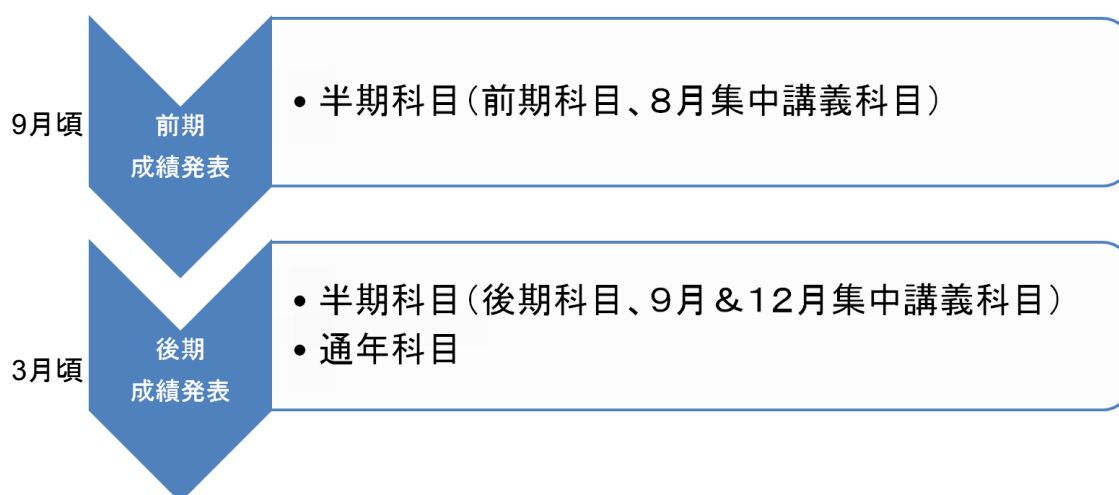 9月頃
前期
成績発表
• 半期科目(前期科目、8月集中講義科目)
3月頃
後期
成績発表
• 半期科目(後期科目、9月&12月集中講義科目)
• 通年科目